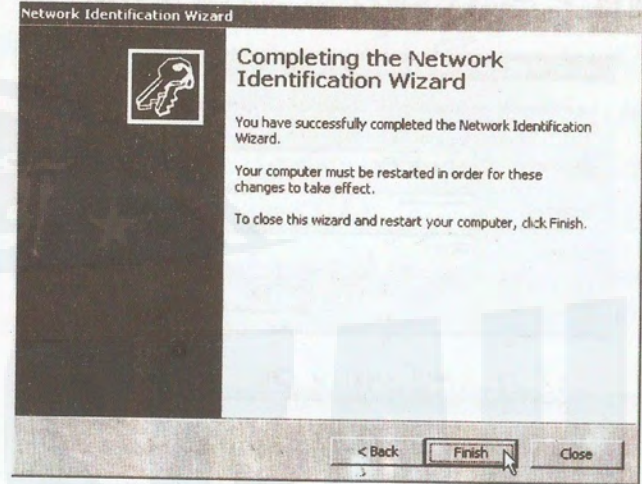 Network Identification Wizard
Completing the Network
Identification Wizard
You have successfully completed the Network Identification
Wizard.
Your computer must be restarted in order for these
changes to take effect.
To close this wizard and restart your computer, click Finish.
< Back
Finish
Close